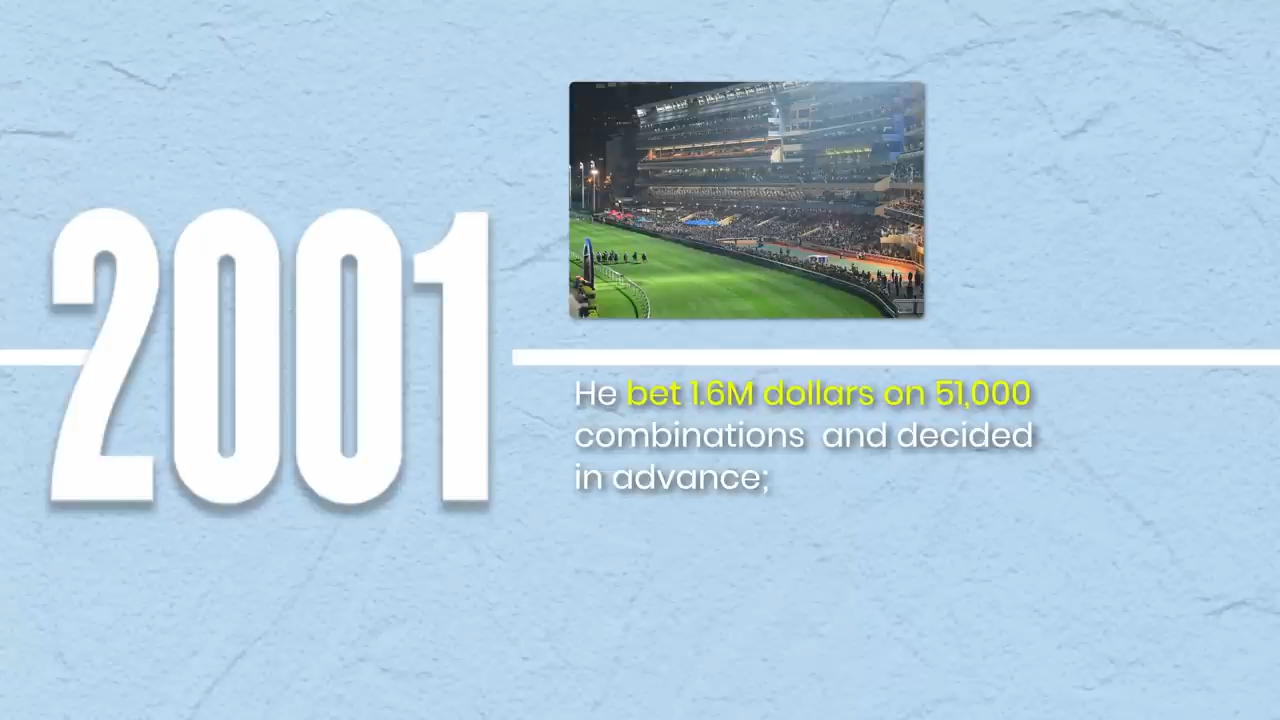 2001
He bet 1.6M dollars on 51,000
combinations and decided
in advance;